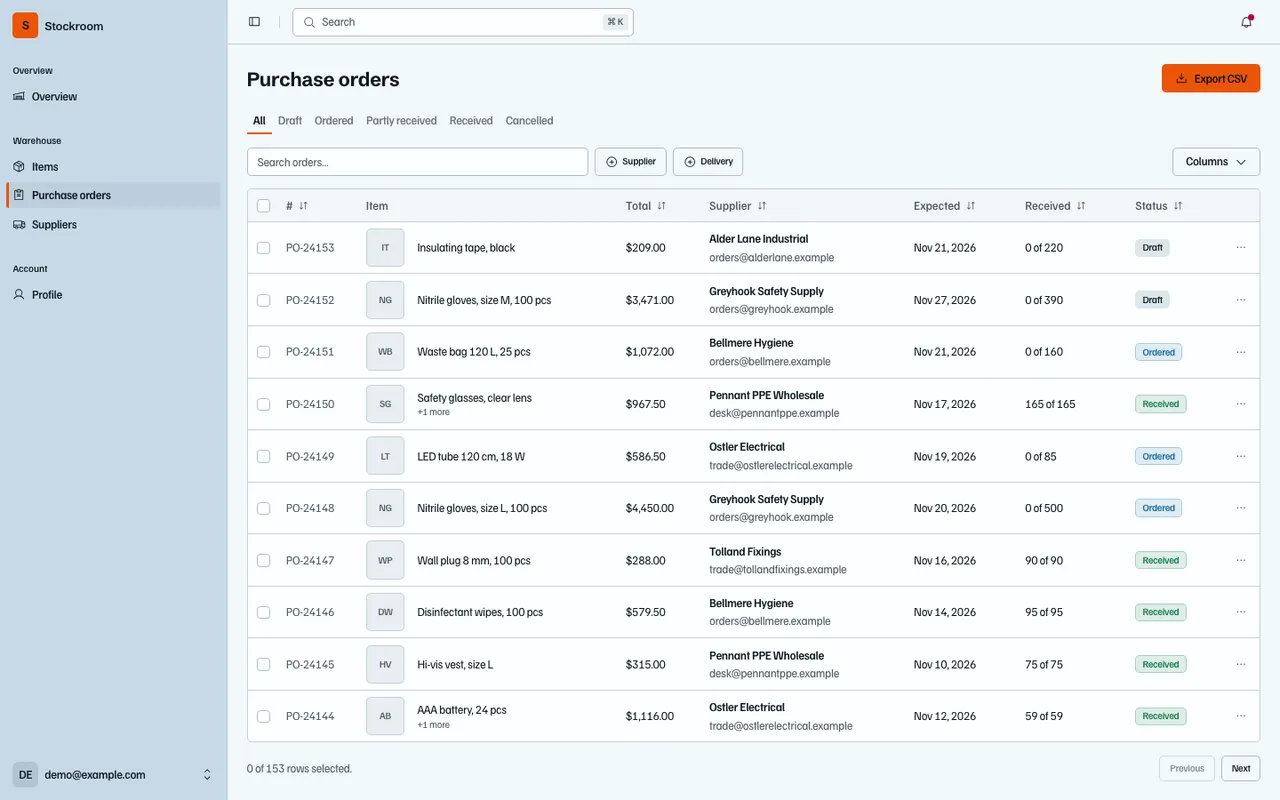 S Stockroom
Search ⌘ K
Overview
Overview
Warehouse
Items
Purchase orders
Suppliers
Account
Profile
DE demo@example.com
Purchase orders
Export CSV
All Draft Ordered Partly received Received Cancelled
Search orders... Supplier Delivery Columns
# Item Total Supplier Expected Received Status
PO-24153 IT Insulating tape, black $209.00 Alder Lane Industrial Nov 21, 2026 0 of 220 Draft
orders@alderlane.example
PO-24152 NG Nitrile gloves, size M, 100 pcs $3,471.00 Greyhook Safety Supply Nov 27, 2026 0 of 390 Draft
orders@greyhook.example
PO-24151 WB Waste bag 120 L, 25 pcs $1,072.00 Bellmere Hygiene Nov 21, 2026 0 of 160 Ordered
orders@bellmere.example
PO-24150 SG Safety glasses, clear lens $967.50 Pennant PPE Wholesale Nov 17, 2026 165 of 165 Received
+1 more desk@pennantppe.example
PO-24149 LT LED tube 120 cm, 18 W $586.50 Ostler Electrical Nov 19, 2026 0 of 85 Ordered
trade@ostlerelectrical.example
PO-24148 NG Nitrile gloves, size L, 100 pcs $4,450.00 Greyhook Safety Supply Nov 20, 2026 0 of 500 Ordered
orders@greyhook.example
PO-24147 WP Wall plug 8 mm, 100 pcs $288.00 Tolland Fixings Nov 16, 2026 90 of 90 Received
trade@tollandfixings.example
PO-24146 DW Disinfectant wipes, 100 pcs $579.50 Bellmere Hygiene Nov 14, 2026 95 of 95 Received
orders@bellmere.example
PO-24145 HV Hi-vis vest, size L $315.00 Pennant PPE Wholesale Nov 10, 2026 75 of 75 Received
desk@pennantppe.example
PO-24144 AB AAA battery, 24 pcs $1,116.00 Ostler Electrical Nov 12, 2026 59 of 59 Received
+1 more trade@ostlerelectrical.example
0 of 153 rows selected. Previous Next